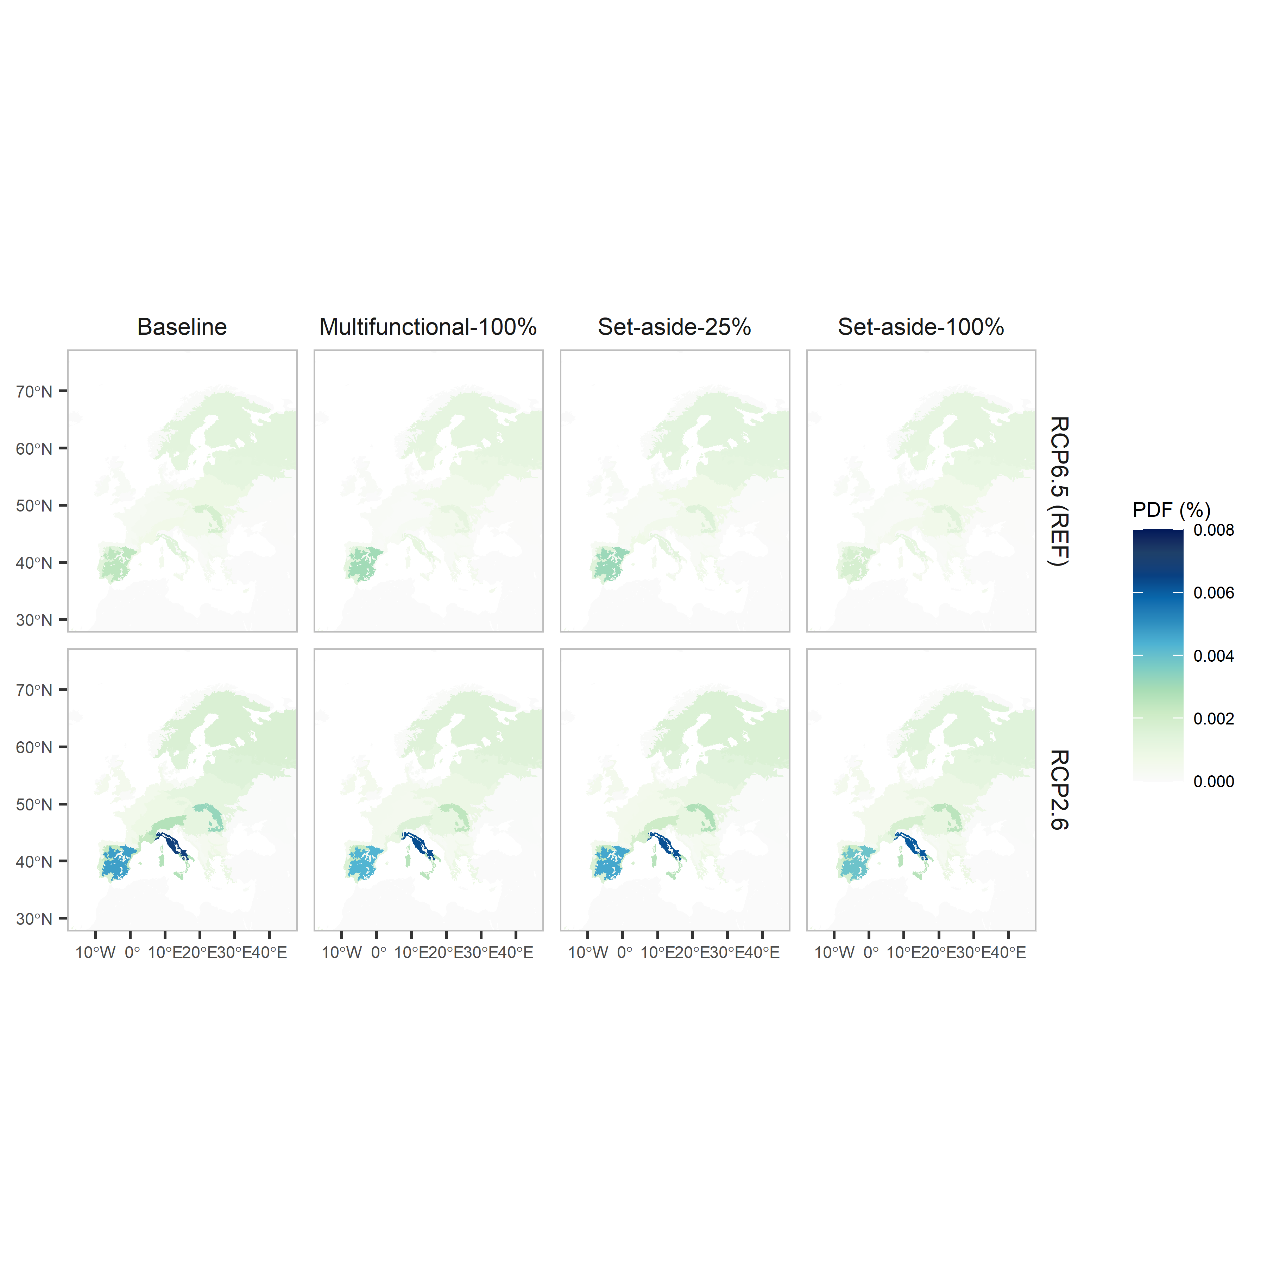 Baseline
Multifunctional-100%
Set-aside-25%
Set-aside-100%
70°N
60°N
50°N
40°N
30°N
RCP6.5 (REF)
70°N
60°N
50°N
40°N
30°N
RCP2.6
10°W 0° 10°E20°E30°E40°E
10°W 0° 10°E20°E30°E40°E
10°W 0° 10°E20°E30°E40°E
10°W 0° 10°E20°E30°E40°E
PDF (%)
0.008
0.006
0.004
0.002
0.000